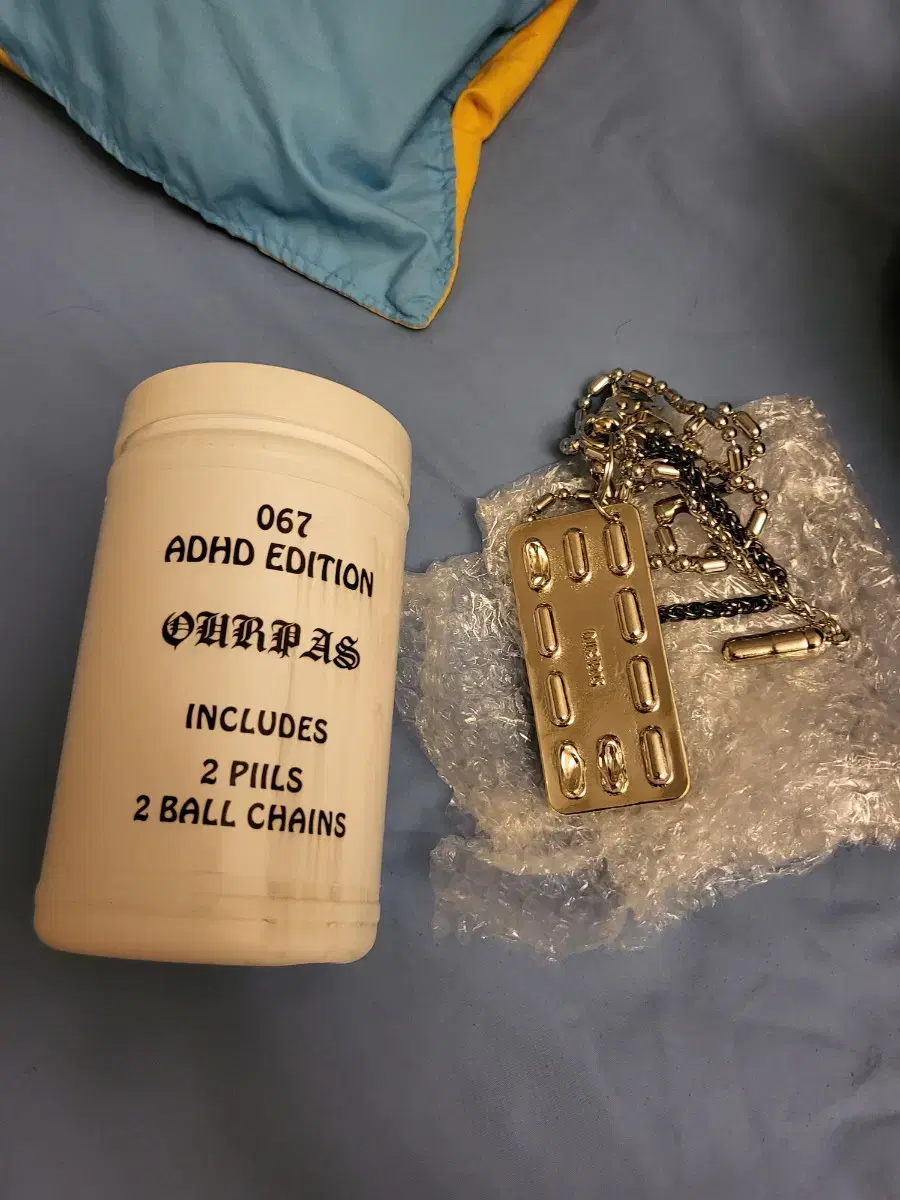 067
ADHD EDITION
OURPAS
INCLUDES
2 PIILS
2 BALL CHAINS